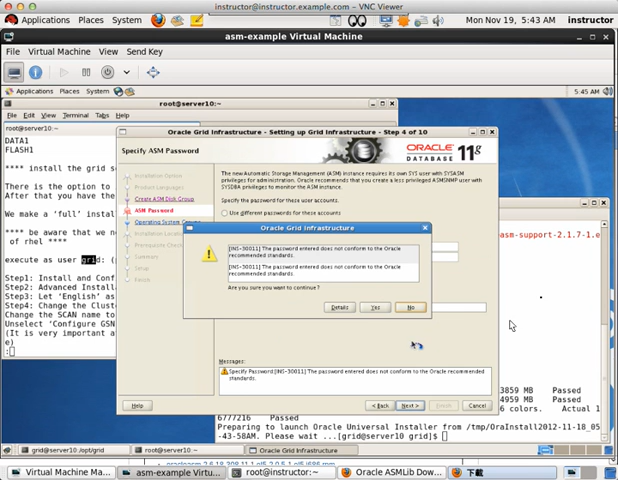 instructor@instructor.example.com - VNC Viewer
Applications Places System Mon Nov 19, 5:43 AM instructor
asm-example Virtual Machine
File Virtual Machine View Send Key
Applications Places System 5:45 AM
root@server10:~
File Edit View Terminal Tabs Help
root@server10:~
DATA1
FLASH1
**** install the grid s
There is the option to
After that you have the
We make a 'full' instal
**** be aware that we n
of rhel ****
execute as user grid: (
Step1: Install and Conf
Step2: Advanced Instal
Step3: Let 'English' as
Step4: Change the Clust
Change the SCAN name to
Unselect 'Configure GSN
(It is very important a
e)
:
Oracle Grid Infrastructure - Setting up Grid Infrastructure - Step 4 of 10
Specify ASM Password
ORACLE
DATABASE 11g
Installation Option
Product Languages
Create ASM Disk Group
ASM Password
Operating System Groups
Installation Location
Prerequisite Checks
Summary
Setup
Finish
The new Automatic Storage Management (ASM) instance requires its own SYS user with SYSASM
privileges for administration. Oracle recommends that you create a less privileged ASMSNMP user with
SYSDBA privileges to monitor the ASM instance.
Specify the password for these user accounts.
Use different passwords for these accounts
Oracle Grid Infrastructure
[INS-30011] The password entered does not conform to the Oracle
recommended standards.
[INS-30011] The password entered does not conform to the Oracle
recommended standards.
Are you sure you want to continue?
Details Yes No
Messages:
Specify Password:[INS-30011] The password entered does not conform to the Oracle recommended
standards.
Help < Back Next > Cancel
asm-support-2.1.7-1.e
3859 MB Passed
4959 MB Passed
6 colors. Actual 1
6777216 Passed
Preparing to launch Oracle Universal Installer from /tmp/OraInstall2012-11-18_05
-43-58AM. Please wait ...[grid@server10 grid]$
grid@server10:/opt/grid root@server10:~ Oracle Grid Infrastructure
Virtual Machine Ma... asm-example Virtu... root@instructor:~ Oracle ASMLib Dow... 下載